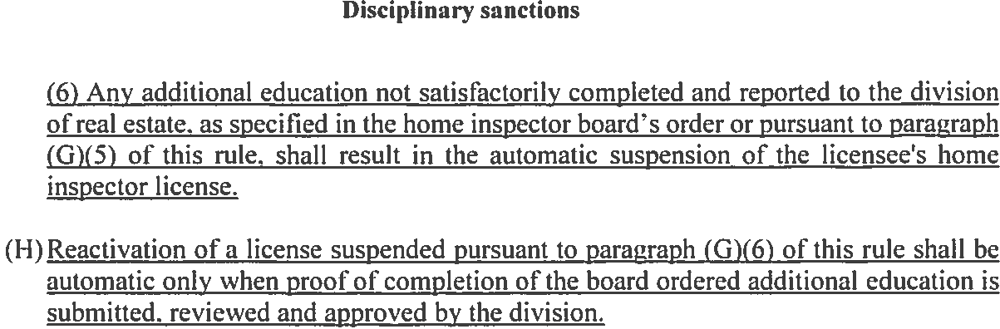 Disciplinary sanctions
(6) Any additional education not satisfactorily completed and reported to the division
of real estate, as specified in the home inspector board's order or pursuant to paragraph
(G)(5) of this rule, shall result in the automatic suspension of the licensee's home
inspector license.
(H) Reactivation of a license suspended pursuant to paragraph (G)(6) of this rule shall be
automatic only when proof of completion of the board ordered additional education is
submitted, reviewed and approved by the division.